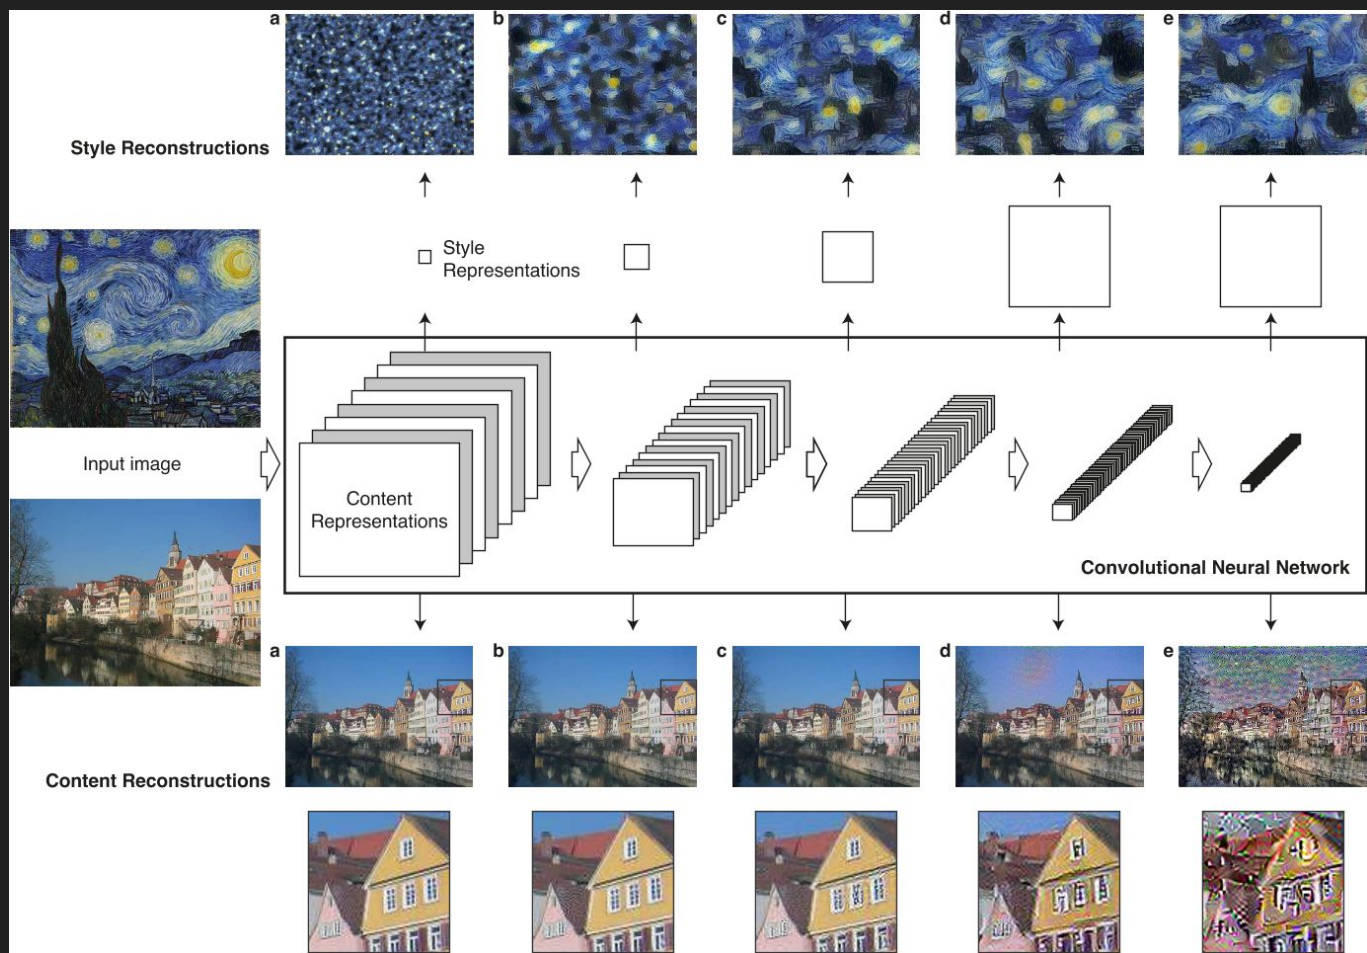 a
b
c
d
e
Style Reconstructions
Style
Representations
Input image
Content
Representations
Convolutional Neural Network
a
b
c
d
e
Content Reconstructions